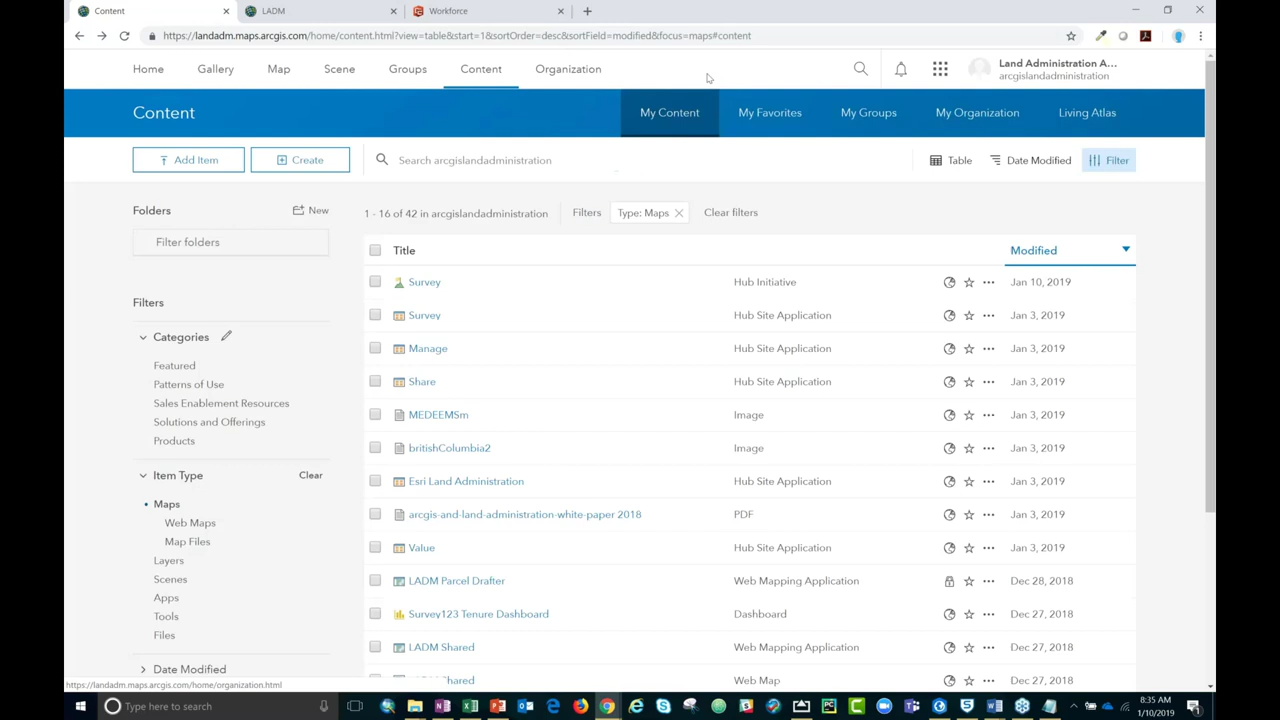 Content
LADM
Workforce
https://landadm.maps.arcgis.com/home/content.html?view=table&start=1&sortOrder=desc&sortField=modified&focus=maps#content
Home
Gallery
Map
Scene
Groups
Content
Organization
Land Administration A...
arcgislandadministration
Content
My Content
My Favorites
My Groups
My Organization
Living Atlas
Add Item
Create
Search arcgislandadministration
Table
Date Modified
Filter
Folders
New
1 - 16 of 42 in arcgislandadministration
Filters
Type: Maps
Clear filters
Filter folders
Title
Modified
Survey Hub Initiative Jan 10, 2019
Survey Hub Site Application Jan 3, 2019
Manage Hub Site Application Jan 3, 2019
Share Hub Site Application Jan 3, 2019
MEDEEMSm Image Jan 3, 2019
britishColumbia2 Image Jan 3, 2019
Esri Land Administration Hub Site Application Jan 3, 2019
arcgis-and-land-administration-white-paper 2018 PDF Jan 3, 2019
Value Hub Site Application Jan 3, 2019
LADM Parcel Drafter Web Mapping Application Dec 28, 2018
Survey123 Tenure Dashboard Dashboard Dec 27, 2018
LADM Shared Web Mapping Application Dec 27, 2018
Shared Web Map Dec 27, 2018
Filters
Categories
Featured
Patterns of Use
Sales Enablement Resources
Solutions and Offerings
Products
Item Type
Clear
Maps
Web Maps
Map Files
Layers
Scenes
Apps
Tools
Files
Date Modified
https://landadm.maps.arcgis.com/home/organization.html
Type here to search
8:35 AM
1/10/2019